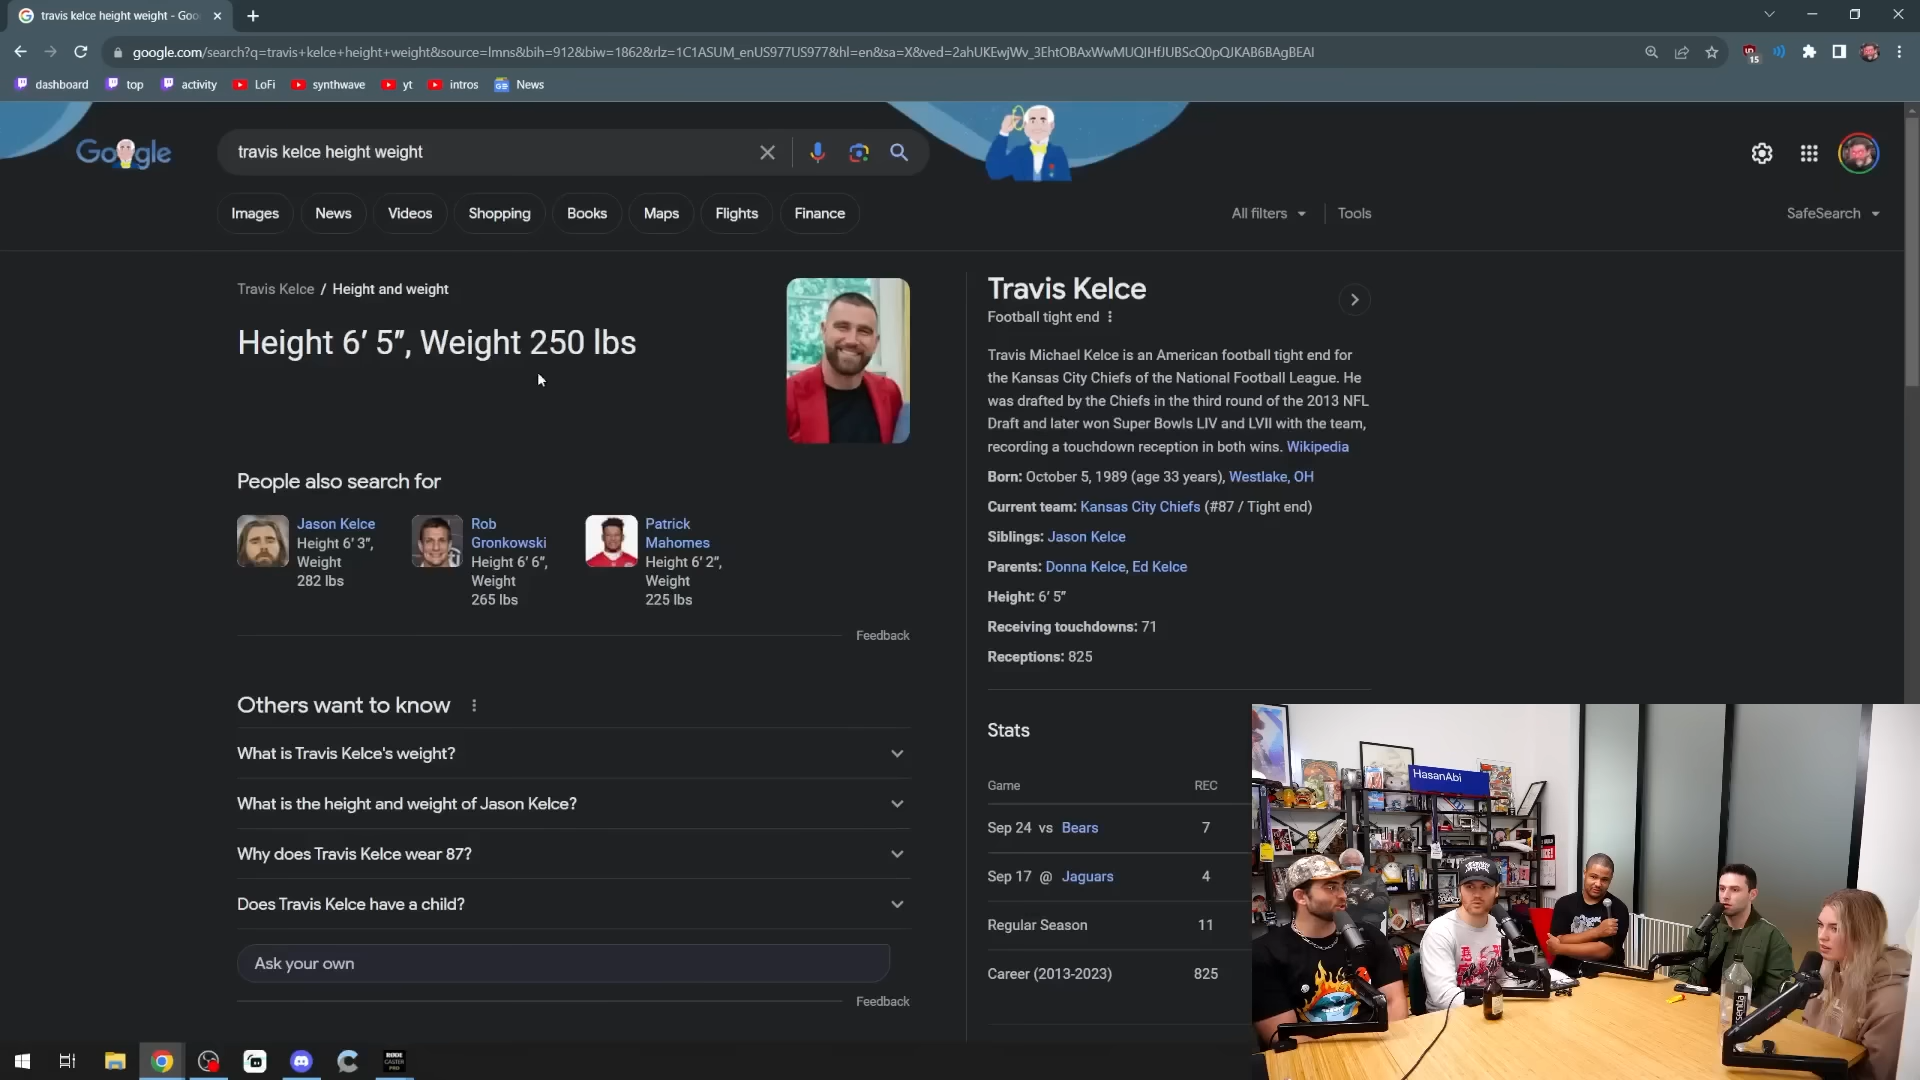 travis kelce height weight - Goo
google.com/search?q=travis+kelce+height+weight&source=lmns&bih=912&biw=1862&rlz=1C1ASUM_enUS977US977&hl=en&sa=X&ved=2ahUKEwjWv_3EhtOBAxWwMUQIHfJUBScQ0pQJKAB6BAgBEAI
15
dashboard top activity LoFi synthwave yt intros News
Google
travis kelce height weight
Images News Videos Shopping Books Maps Flights Finance
All filters Tools SafeSearch
Travis Kelce / Height and weight
Height 6′ 5″, Weight 250 lbs
People also search for
Jason Kelce
Height 6′ 3″,
Weight
282 lbs
Rob
Gronkowski
Height 6′ 6″,
Weight
265 lbs
Patrick
Mahomes
Height 6′ 2″,
Weight
225 lbs
Feedback
Others want to know
What is Travis Kelce's weight?
What is the height and weight of Jason Kelce?
Why does Travis Kelce wear 87?
Does Travis Kelce have a child?
Ask your own
Feedback
Travis Kelce
Football tight end
Travis Michael Kelce is an American football tight end for
the Kansas City Chiefs of the National Football League. He
was drafted by the Chiefs in the third round of the 2013 NFL
Draft and later won Super Bowls LIV and LVII with the team,
recording a touchdown reception in both wins. Wikipedia
Born: October 5, 1989 (age 33 years), Westlake, OH
Current team: Kansas City Chiefs (#87 / Tight end)
Siblings: Jason Kelce
Parents: Donna Kelce, Ed Kelce
Height: 6′ 5″
Receiving touchdowns: 71
Receptions: 825
Stats
Game REC
Sep 24 vs Bears 7
Sep 17 @ Jaguars 4
Regular Season 11
Career (2013-2023) 825
HasanAbi
essentia
RODE
CASTER
PRO